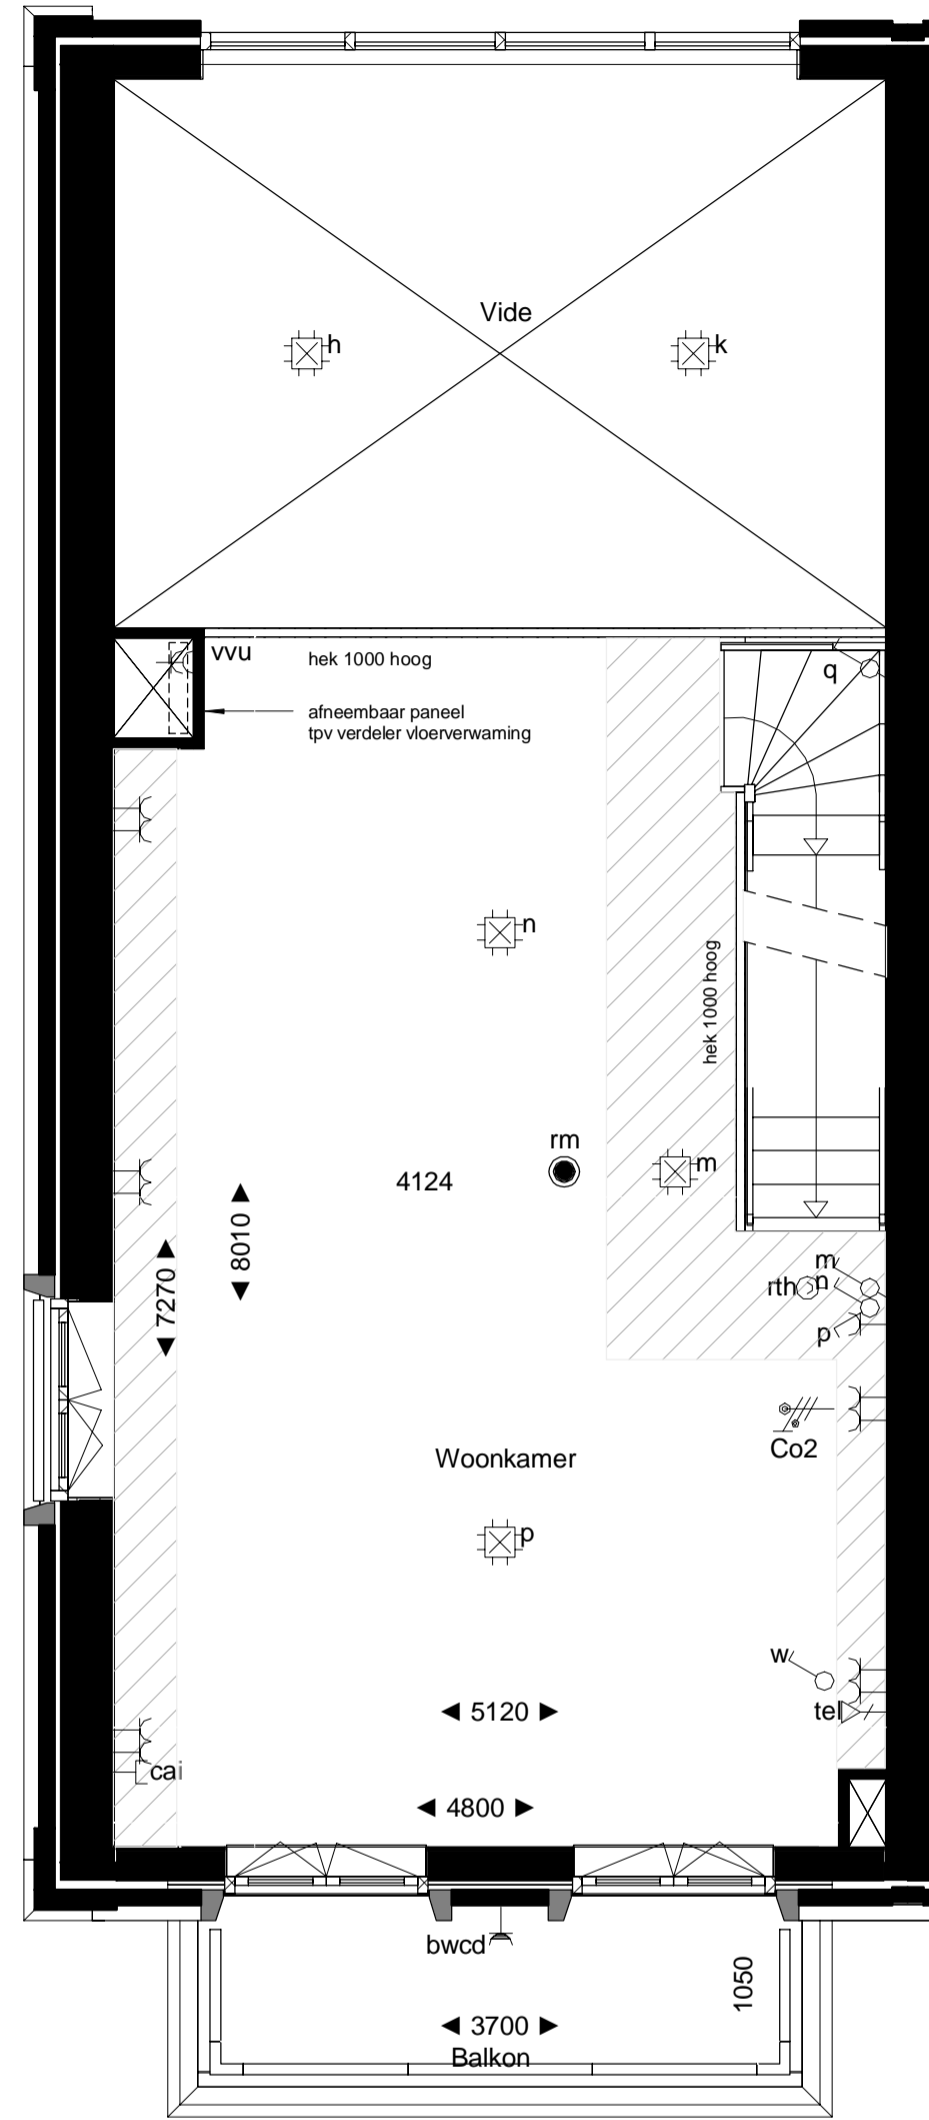 Vide
h
k
vvu
hek 1000 hoog
q
afneembaar paneel
tpv verdeler vloerverwaming
n
hek 1000 hoog
rm
m
4124
8010
7270
m
rth
n
p
Co2
Woonkamer
p
w
tel
5120
cai
4800
bwcd
1050
3700
Balkon